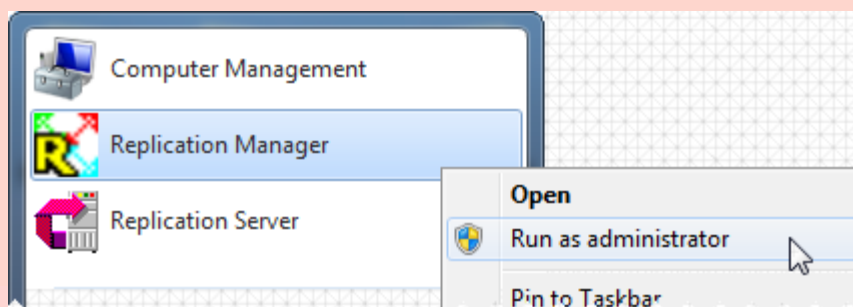 Computer Management
Replication Manager
Replication Server
Open
Run as administrator
Pin to Taskbar